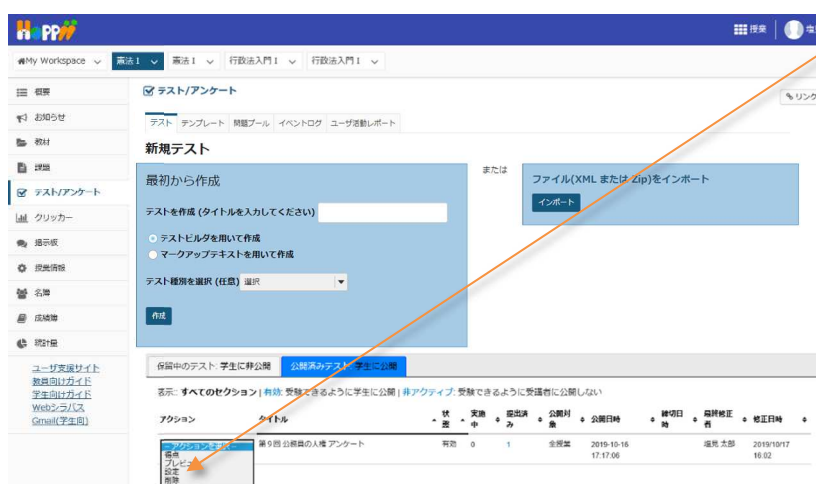 Hoppii
授業
My Workspace
憲法 I
憲法 I
行政法入門 I
行政法入門 I
概要
お知らせ
教材
課題
テスト/アンケート
クリッカー
掲示板
授業情報
名簿
成績簿
統計量
ユーザ支援サイト
教員向けガイド
学生向けガイド
Webシラバス
Gmail(学生向)
テスト/アンケート
リンク
テスト
テンプレート
問題プール
イベントログ
ユーザ活動レポート
新規テスト
最初から作成
テストを作成 (タイトルを入力してください)
テストビルダを用いて作成
マークアップテキストを用いて作成
テスト種別を選択 (任意) 選択
作成
または
ファイル(XML または Zip)をインポート
インポート
保留中のテスト: 学生に非公開
公開済みテスト: 学生に公開
表示: すべてのセクション | 有効: 受験できるように学生に公開 | 非アクティブ: 受験できるように受講者に公開しない
アクション タイトル 状態 実施中 提出済み 公開対象 公開日時 締切日時 最終修正者 修正日時
第9回 公務員の人権 アンケート 有効 0 1 全授業 2019-10-16 17:17:06 塩見 太郎 2019/10/17 16:02
得点
プレビュー
設定
削除